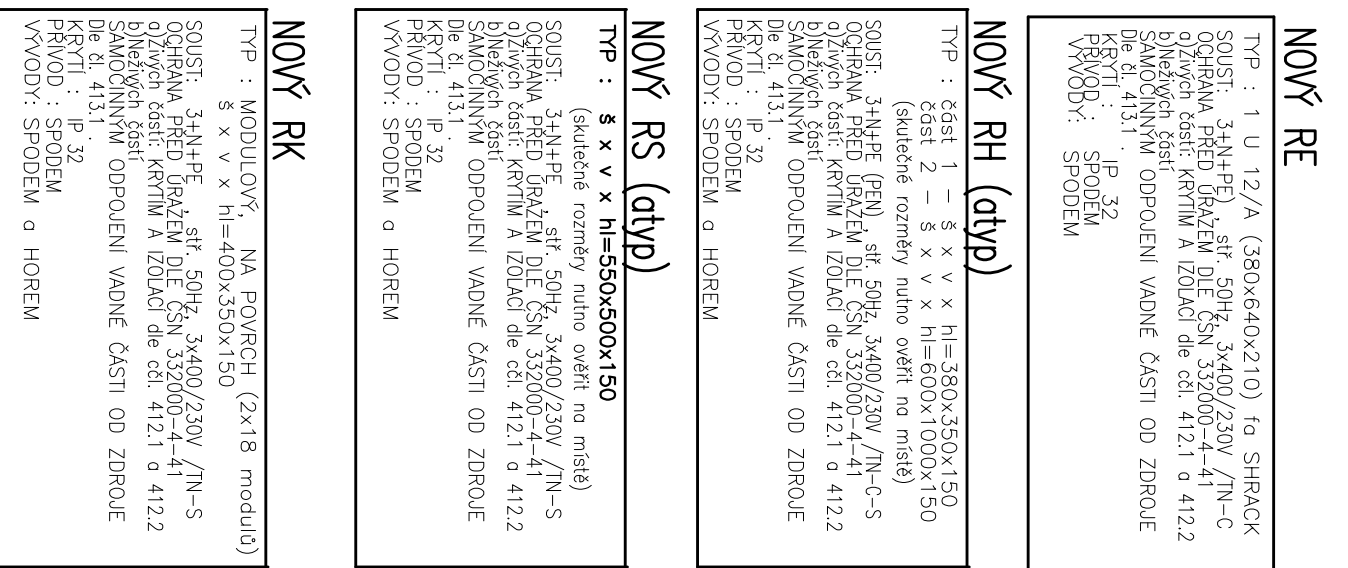 NOVÝ RE
TYP : 1 U 12/A (380x640x210) fa SHRACK
SOUST: 3+N+PE) , stř. 50Hz, 3x400/230V /TN-C
OCHRANA PŘED ÚRAZEM DLE ČSN 332000-4-41
a)Živých částí: KRYTÍM A IZOLACÍ dle cčl. 412.1 a 412.2
b)Neživých částí
SAMOČINNÝM ODPOJENÍ VADNÉ ČÁSTI OD ZDROJE
Dle čl. 413.1 .
KRYTÍ : IP 32
PŘÍVOD : SPODEM
VÝVODY: SPODEM
NOVÝ RH (atyp)
TYP : část 1 - š x v x hl=380x350x150
část 2 - š x v x hl=600x1000x150
(skutečné rozměry nutno ověřit na místě)
SOUST: 3+N+PE (PEN) , stř. 50Hz, 3x400/230V /TN-C-S
OCHRANA PŘED ÚRAZEM DLE ČSN 332000-4-41
a)Živých částí: KRYTÍM A IZOLACÍ dle cčl. 412.1 a 412.2
b)Neživých částí
SAMOČINNÝM ODPOJENÍ VADNÉ ČÁSTI OD ZDROJE
Dle čl. 413.1 .
KRYTÍ : IP 32
PŘÍVOD : SPODEM
VÝVODY: SPODEM a HOREM
NOVÝ RS (atyp)
TYP : š x v x hl=550x500x150
(skutečné rozměry nutno ověřit na místě)
SOUST: 3+N+PE , stř. 50Hz, 3x400/230V /TN-S
OCHRANA PŘED ÚRAZEM DLE ČSN 332000-4-41
a)Živých částí: KRYTÍM A IZOLACÍ dle cčl. 412.1 a 412.2
b)Neživých částí
SAMOČINNÝM ODPOJENÍ VADNÉ ČÁSTI OD ZDROJE
Dle čl. 413.1 .
KRYTÍ : IP 32
PŘÍVOD : SPODEM
VÝVODY: SPODEM a HOREM
NOVÝ RK
TYP : MODULOVÝ, NA POVRCH (2x18 modulů)
š x v x hl=400x350x150
SOUST: 3+N+PE , stř. 50Hz, 3x400/230V /TN-S
OCHRANA PŘED ÚRAZEM DLE ČSN 332000-4-41
a)Živých částí: KRYTÍM A IZOLACÍ dle cčl. 412.1 a 412.2
b)Neživých částí
SAMOČINNÝM ODPOJENÍ VADNÉ ČÁSTI OD ZDROJE
Dle čl. 413.1 .
KRYTÍ : IP 32
PŘÍVOD : SPODEM
VÝVODY: SPODEM a HOREM